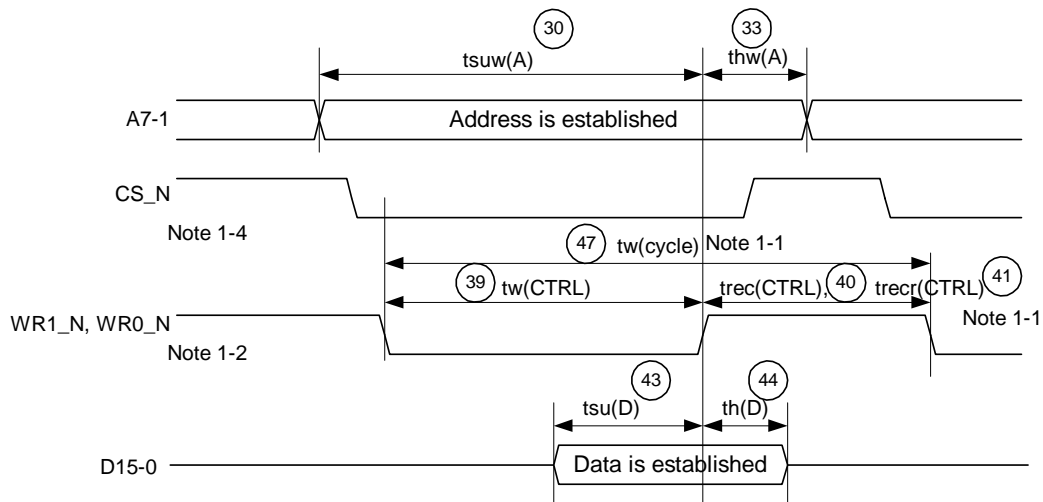 30
33
tsuw(A)
thw(A)
A7-1
Address is established
CS_N
Note 1-4
47
tw(cycle)
Note 1-1
39
tw(CTRL)
trec(CTRL),
40
trecr(CTRL)
41
WR1_N, WR0_N
Note 1-1
Note 1-2
43
44
tsu(D)
th(D)
D15-0
Data is established